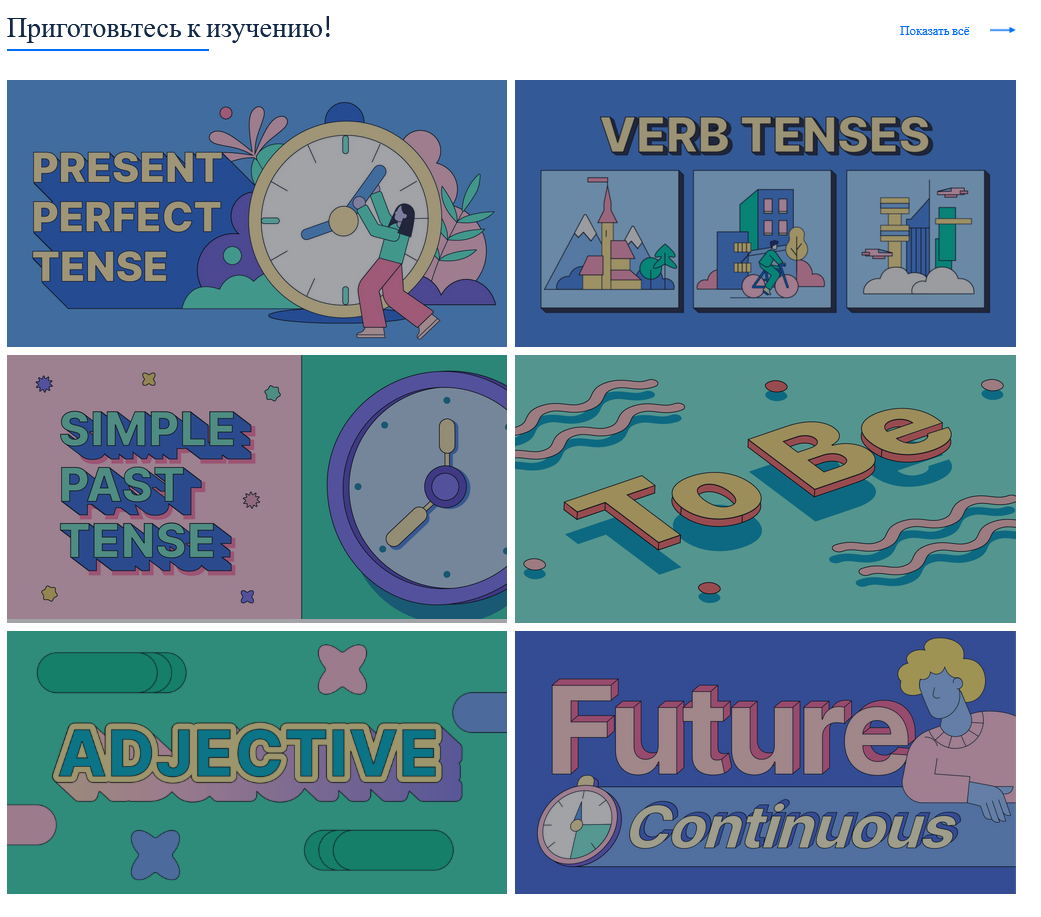 Приготовьтесь к изучению!
Показать всё
PRESENT
PERFECT
TENSE
VERB TENSES
SIMPLE
PAST
TENSE
To Be
ADJECTIVE
Future
Continuous